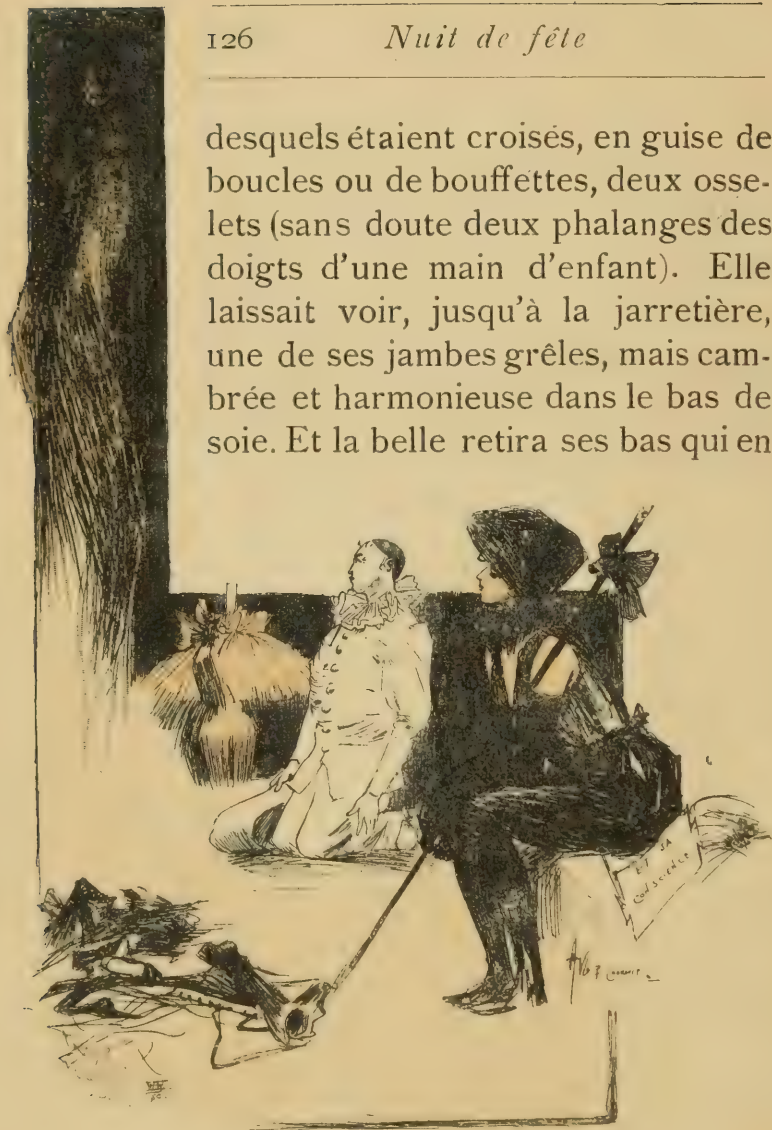 126 Nuit de fête
desquels étaient croisés, en guise de
boucles ou de bouffettes, deux osse-
lets (sans doute deux phalanges des
doigts d'une main d'enfant). Elle
laissait voir, jusqu'à la jarretière,
une de ses jambes grêles, mais cam-
brée et harmonieuse dans le bas de
soie. Et la belle retira ses bas qui en
ET SA
CONSCIENCE